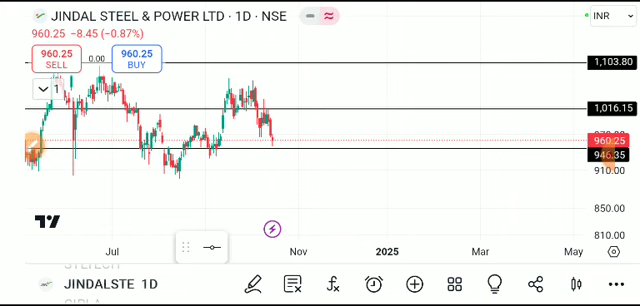 JINDAL STEEL & POWER LTD · 1D · NSE
INR
960.25 −8.45 (−0.87%)
960.25
SELL
0.00
960.25
BUY
1
1,103.80
1,016.15
960.25
946.35
910.00
850.00
810.00
Jul
Nov
2025
Mar
May
JINDALSTE 1D